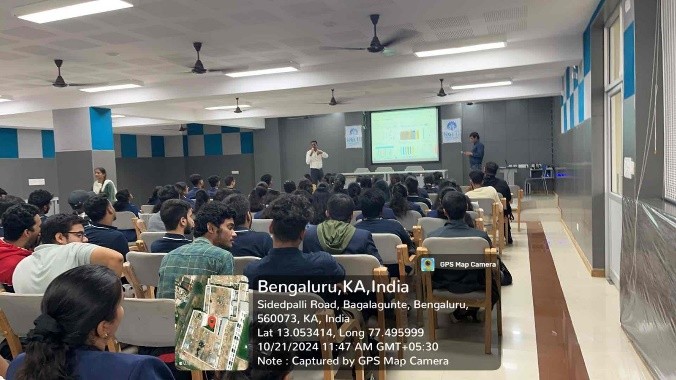 GPS Map Camera
Bengaluru,KA,India
Sidedpalli Road, Bagalagunte, Bengaluru,
560073, KA, India
Lat 13.053414, Long 77.495999
10/21/2024 11:47 AM GMT+05:30
Note : Captured by GPS Map Camera